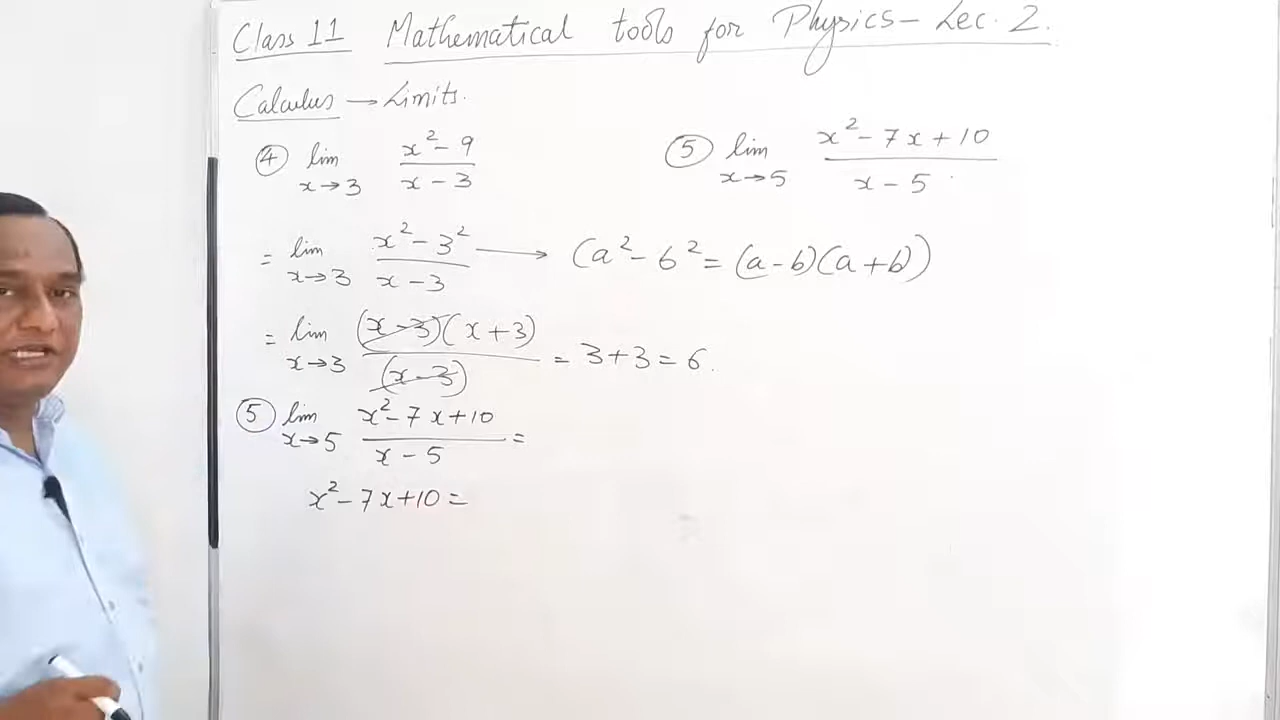 Class 11 Mathematical tools for Physics - Lec. 2.
Calculus → Limits.
④ lim x→3 (x² - 9)/(x - 3)
⑤ lim x→5 (x² - 7x + 10)/(x - 5)
= lim x→3 (x² - 3²)/(x - 3) → (a² - b² = (a - b)(a + b))
= lim x→3 (x - 3)(x + 3)/(x - 3) = 3 + 3 = 6.
⑤ lim x→5 (x² - 7x + 10)/(x - 5) =
x² - 7x + 10 =